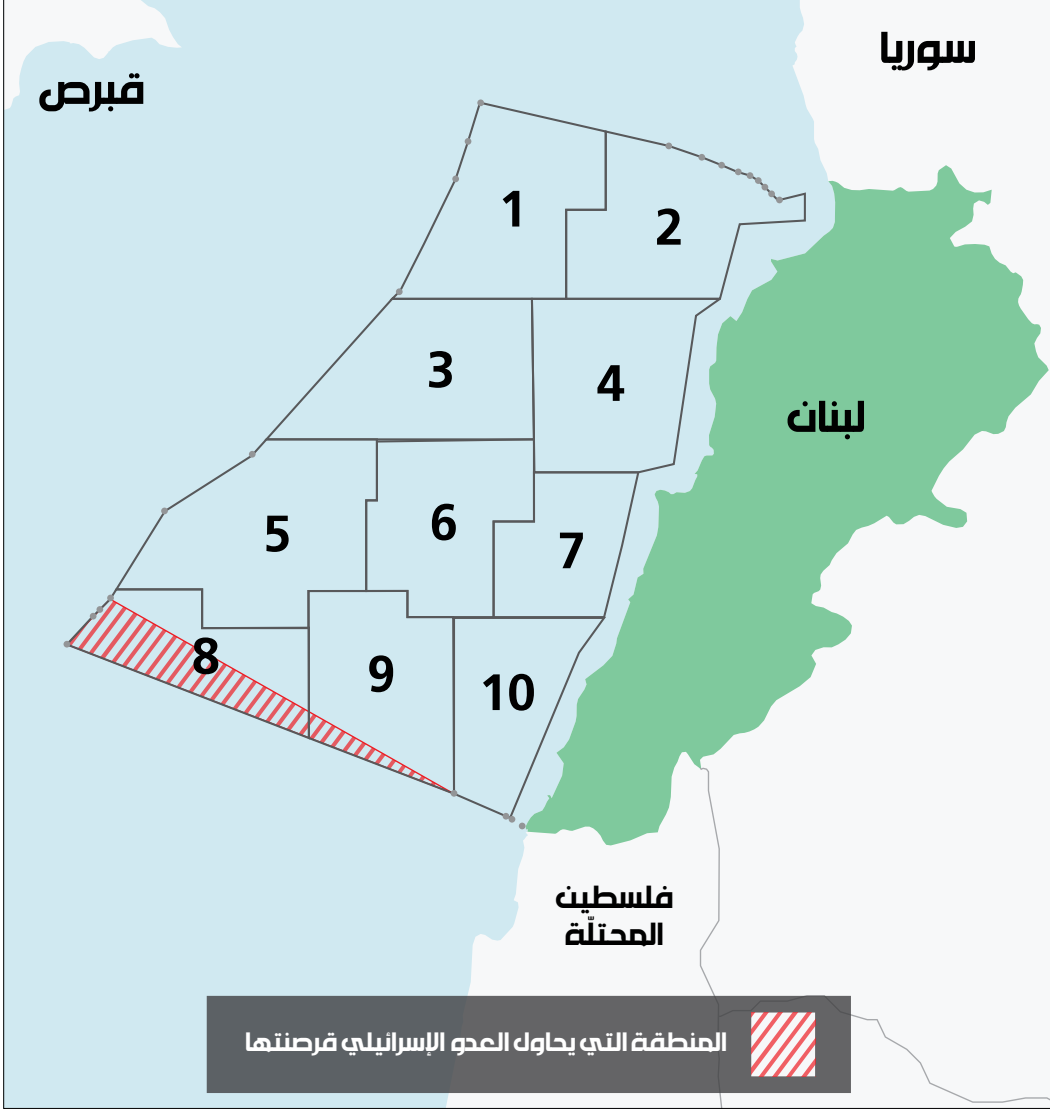 سوريا
قبرص
1
2
3
4
لبنان
5
6
7
8
9
10
فلسطين
المحتلّة
المنطقة التي يحاول العدو الإسرائيلي قرصنتها